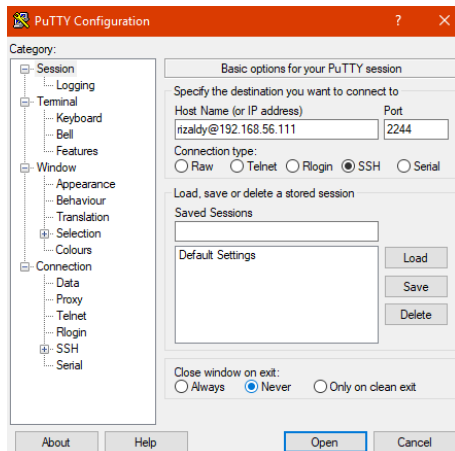 PuTTY Configuration
Category:
Session
Logging
Terminal
Keyboard
Bell
Features
Window
Appearance
Behaviour
Translation
Selection
Colours
Connection
Data
Proxy
Telnet
Rlogin
SSH
Serial
Basic options for your PuTTY session
Specify the destination you want to connect to
Host Name (or IP address) Port
rizaldy@192.168.56.111 2244
Connection type:
Raw Telnet Rlogin SSH Serial
Load, save or delete a stored session
Saved Sessions
Default Settings
Load
Save
Delete
Close window on exit:
Always Never Only on clean exit
About Help Open Cancel